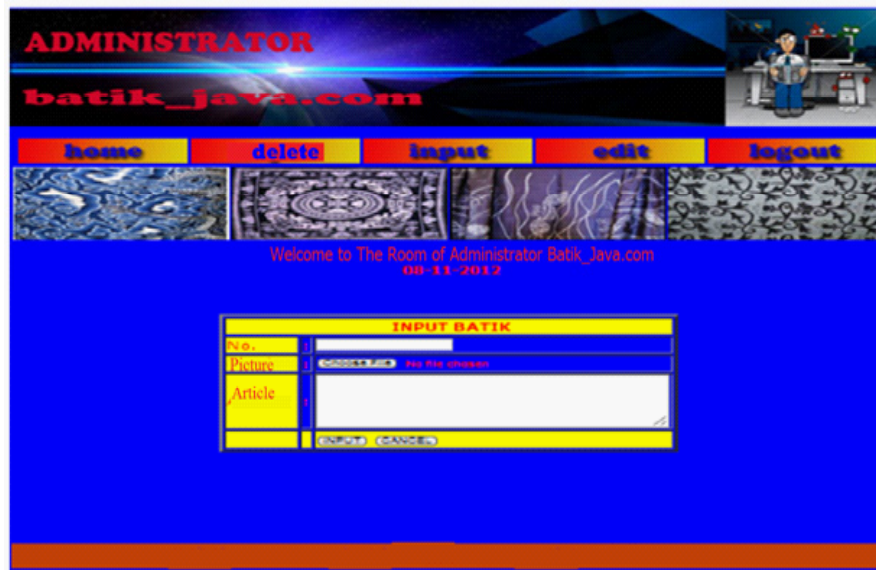 ADMINISTRATOR
batik_java.com
home delete input edit logout
Welcome to The Room of Administrator Batik_Java.com
08-11-2012
INPUT BATIK
No. :
Picture : Choose File No file chosen
Article :
INPUT CANCEL